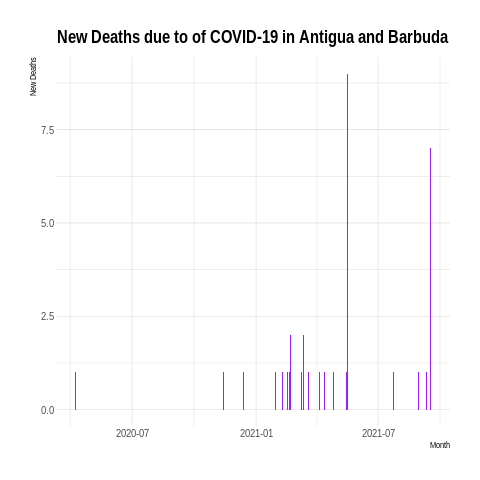 New Deaths due to of COVID-19 in Antigua and Barbuda
New Deaths
7.5
5.0
2.5
0.0
2020-07 2021-01 2021-07
Month